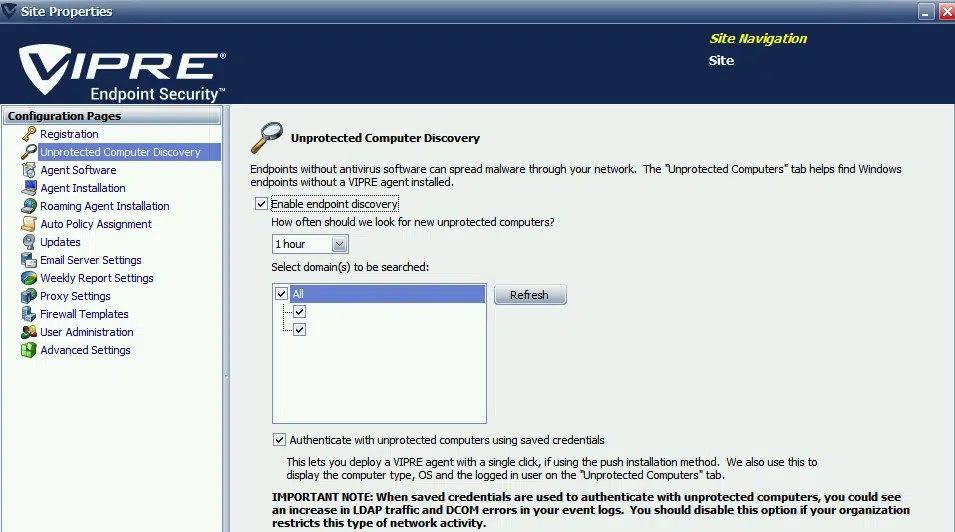 Site Properties
VIPRE®
Endpoint Security™
Site Navigation
Site
Configuration Pages
Registration
Unprotected Computer Discovery
Agent Software
Agent Installation
Roaming Agent Installation
Auto Policy Assignment
Updates
Email Server Settings
Weekly Report Settings
Proxy Settings
Firewall Templates
User Administration
Advanced Settings
Unprotected Computer Discovery
Endpoints without antivirus software can spread malware through your network. The "Unprotected Computers" tab helps find Windows
endpoints without a VIPRE agent installed.
Enable endpoint discovery
How often should we look for new unprotected computers?
1 hour
Select domain(s) to be searched:
All
Refresh
Authenticate with unprotected computers using saved credentials
This lets you deploy a VIPRE agent with a single click, if using the push installation method. We also use this to
display the computer type, OS and the logged in user on the "Unprotected Computers" tab.
IMPORTANT NOTE: When saved credentials are used to authenticate with unprotected computers, you could see
an increase in LDAP traffic and DCOM errors in your event logs. You should disable this option if your organization
restricts this type of network activity.